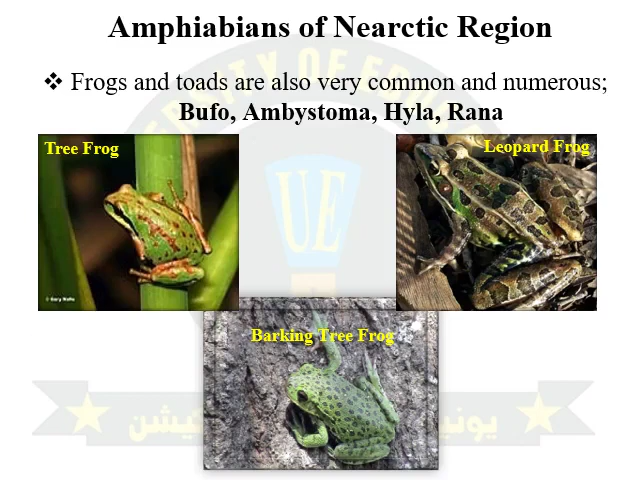 Amphiabians of Nearctic Region
❖ Frogs and toads are also very common and numerous;
Bufo, Ambystoma, Hyla, Rana
Tree Frog
Leopard Frog
Barking Tree Frog
UE